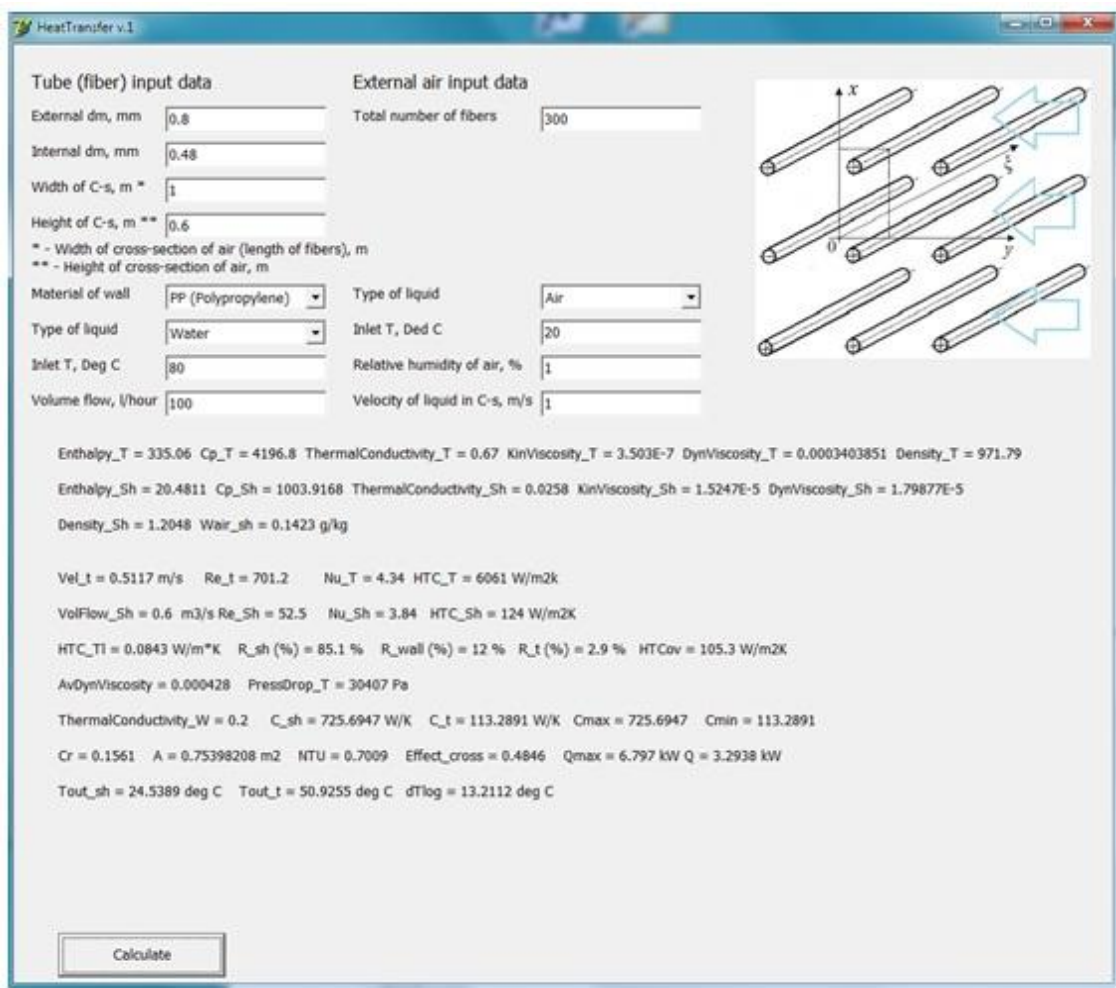 HeatTransfer v.1
Tube (fiber) input data
External air input data
External dm, mm 0.8
Total number of fibers 300
Internal dm, mm 0.48
Width of C-s, m * 1
Height of C-s, m ** 0.6
* - Width of cross-section of air (length of fibers), m
** - Height of cross-section of air, m
Material of wall PP (Polypropylene)
Type of liquid Air
Type of liquid Water
Inlet T, Ded C 20
Inlet T, Deg C 80
Relative humidity of air, % 1
Volume flow, l/hour 100
Velocity of liquid in C-s, m/s 1
x
ξ
0
y
Enthalpy_T = 335.06 Cp_T = 4196.8 ThermalConductivity_T = 0.67 KinViscosity_T = 3.503E-7 DynViscosity_T = 0.0003403851 Density_T = 971.79
Enthalpy_Sh = 20.4811 Cp_Sh = 1003.9168 ThermalConductivity_Sh = 0.0258 KinViscosity_Sh = 1.5247E-5 DynViscosity_Sh = 1.79877E-5
Density_Sh = 1.2048 Wair_sh = 0.1423 g/kg
Vel_t = 0.5117 m/s Re_t = 701.2 Nu_T = 4.34 HTC_T = 6061 W/m2k
VolFlow_Sh = 0.6 m3/s Re_Sh = 52.5 Nu_Sh = 3.84 HTC_Sh = 124 W/m2K
HTC_Tl = 0.0843 W/m*K R_sh (%) = 85.1 % R_wall (%) = 12 % R_t (%) = 2.9 % HTCov = 105.3 W/m2K
AvDynViscosity = 0.000428 PressDrop_T = 30407 Pa
ThermalConductivity_W = 0.2 C_sh = 725.6947 W/K C_t = 113.2891 W/K Cmax = 725.6947 Cmin = 113.2891
Cr = 0.1561 A = 0.75398208 m2 NTU = 0.7009 Effect_cross = 0.4846 Qmax = 6.797 kW Q = 3.2938 kW
Tout_sh = 24.5389 deg C Tout_t = 50.9255 deg C dTlog = 13.2112 deg C
Calculate